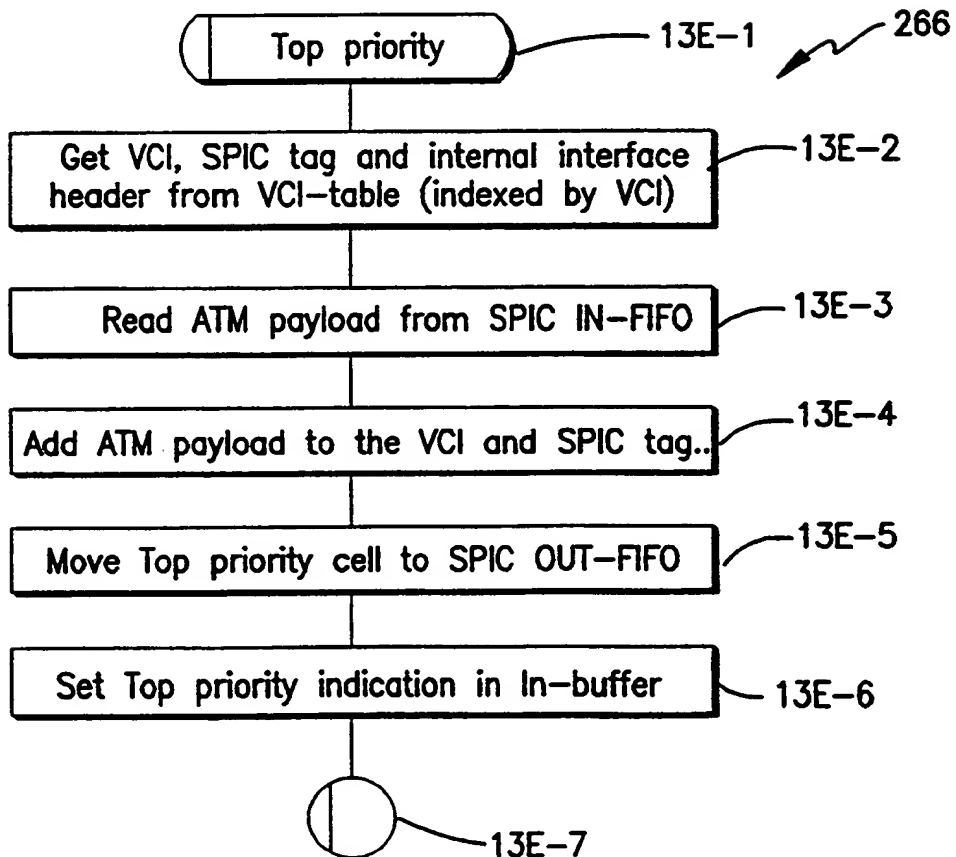 266
Top priority
13E-1
Get VCI, SPIC tag and internal interface
header from VCI-table (indexed by VCI)
13E-2
Read ATM payload from SPIC IN-FIFO
13E-3
Add ATM payload to the VCI and SPIC tag..
13E-4
Move Top priority cell to SPIC OUT-FIFO
13E-5
Set Top priority indication in In-buffer
13E-6
13E-7